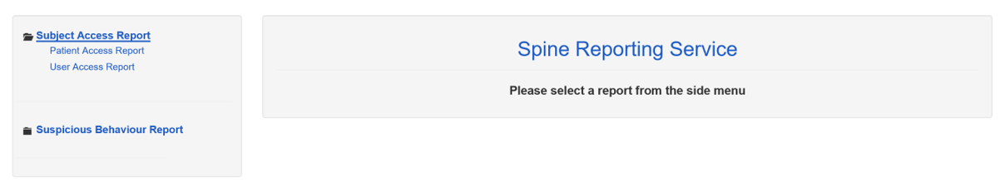 Subject Access Report
Patient Access Report
User Access Report
Suspicious Behaviour Report
Spine Reporting Service
Please select a report from the side menu